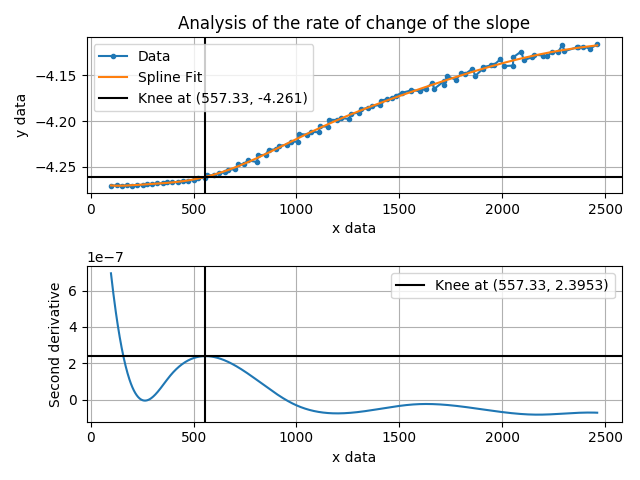 Analysis of the rate of change of the slope
Data
Spline Fit
Knee at (557.33, -4.261)
y data
−4.15
−4.20
−4.25
0 500 1000 1500 2000 2500
x data
1e−7
Knee at (557.33, 2.3953)
Second derivative
6
4
2
0
0 500 1000 1500 2000 2500
x data